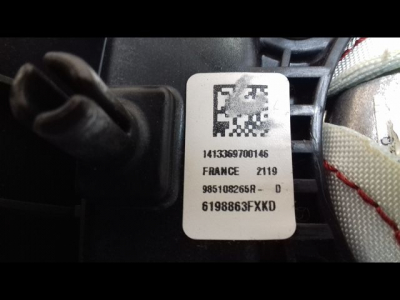 1413369700146
FRANCE 2119
985108265R- D
6198863FXKD